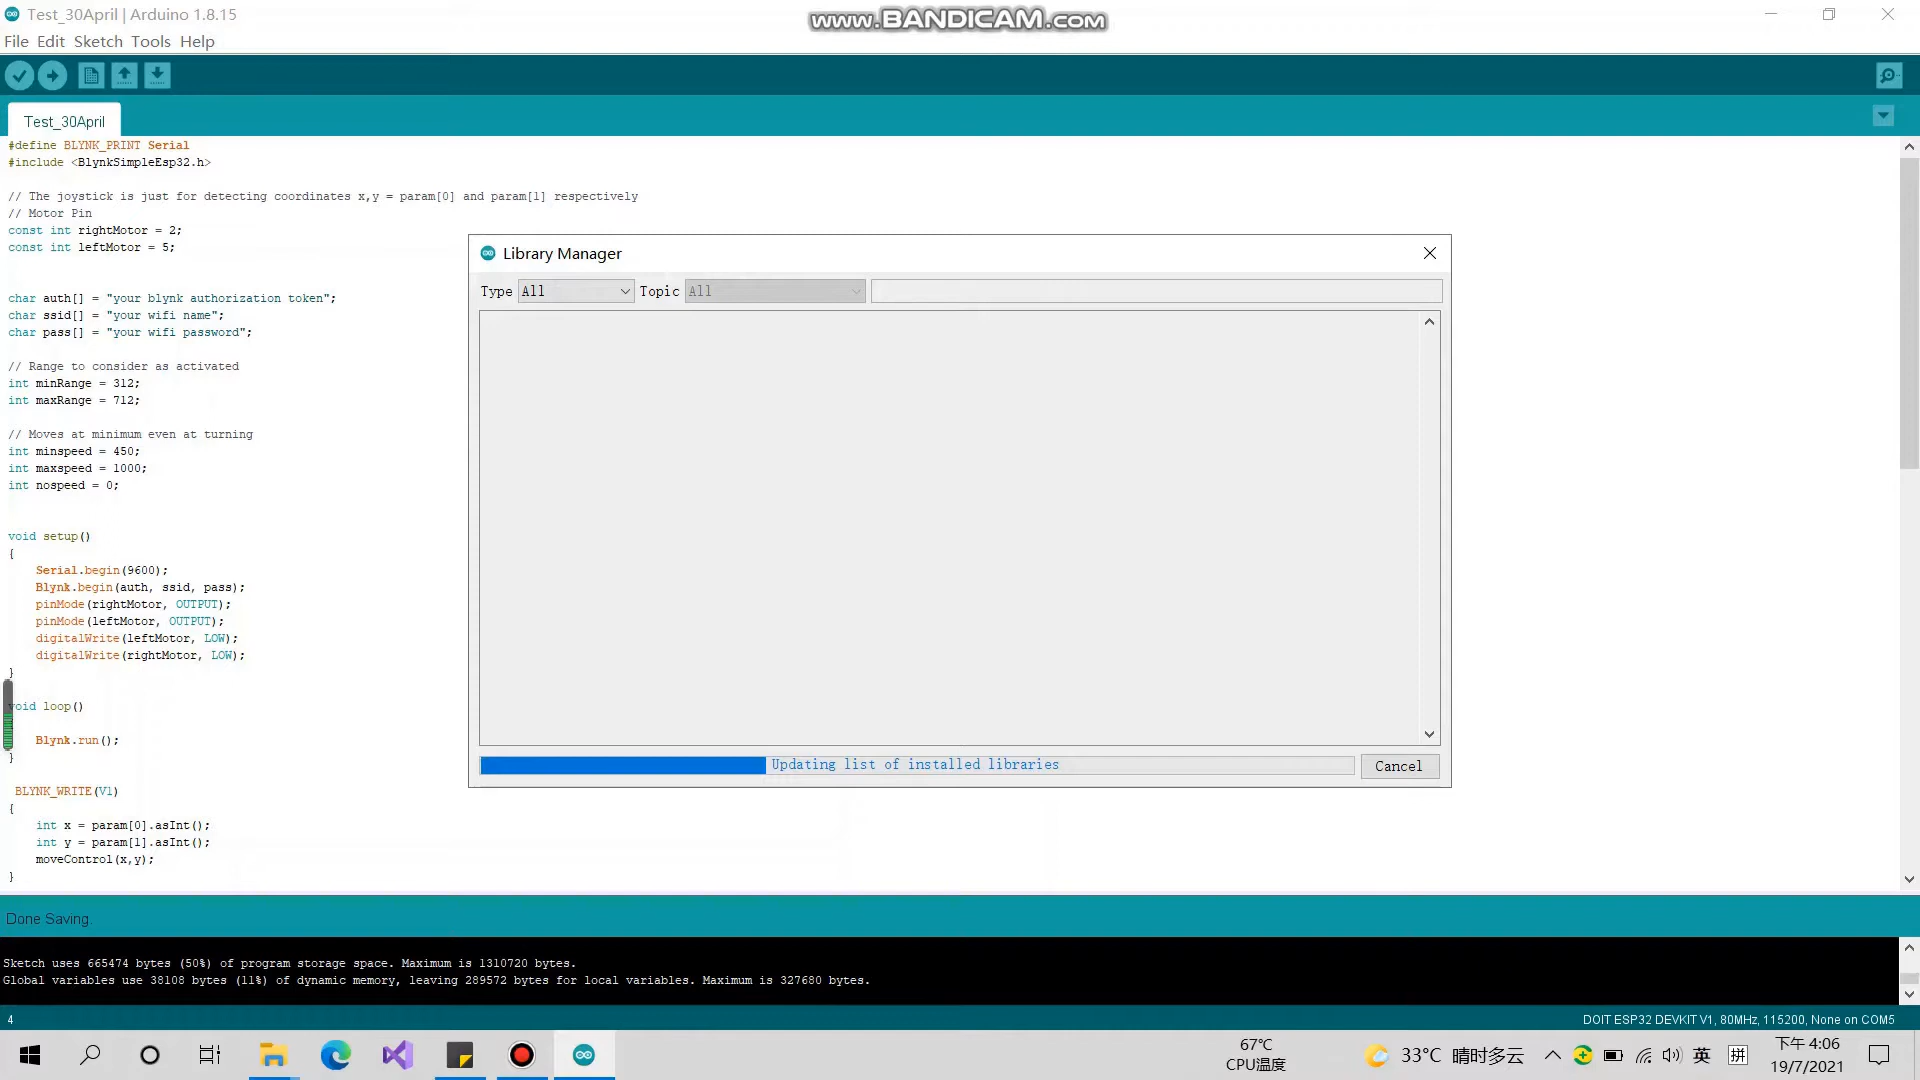 Test_30April | Arduino 1.8.15
www.BANDICAM.com
File Edit Sketch Tools Help
Test_30April
#define BLYNK_PRINT Serial
#include <BlynkSimpleEsp32.h>
// The joystick is just for detecting coordinates x,y = param[0] and param[1] respectively
// Motor Pin
const int rightMotor = 2;
const int leftMotor = 5;
char auth[] = "your blynk authorization token";
char ssid[] = "your wifi name";
char pass[] = "your wifi password";
// Range to consider as activated
int minRange = 312;
int maxRange = 712;
// Moves at minimum even at turning
int minspeed = 450;
int maxspeed = 1000;
int nospeed = 0;
void setup()
{
Serial.begin(9600);
Blynk.begin(auth, ssid, pass);
pinMode(rightMotor, OUTPUT);
pinMode(leftMotor, OUTPUT);
digitalWrite(leftMotor, LOW);
digitalWrite(rightMotor, LOW);
}
void loop()
Blynk.run();
}
BLYNK_WRITE(V1)
{
int x = param[0].asInt();
int y = param[1].asInt();
moveControl(x,y);
}
Library Manager
Type All Topic All
Updating list of installed libraries
Cancel
Done Saving.
Sketch uses 665474 bytes (50%) of program storage space. Maximum is 1310720 bytes.
Global variables use 38108 bytes (11%) of dynamic memory, leaving 289572 bytes for local variables. Maximum is 327680 bytes.
4
DOIT ESP32 DEVKIT V1, 80MHz, 115200, None on COM5
67℃
CPU温度
33°C 晴时多云
英
拼
下午 4:06
19/7/2021